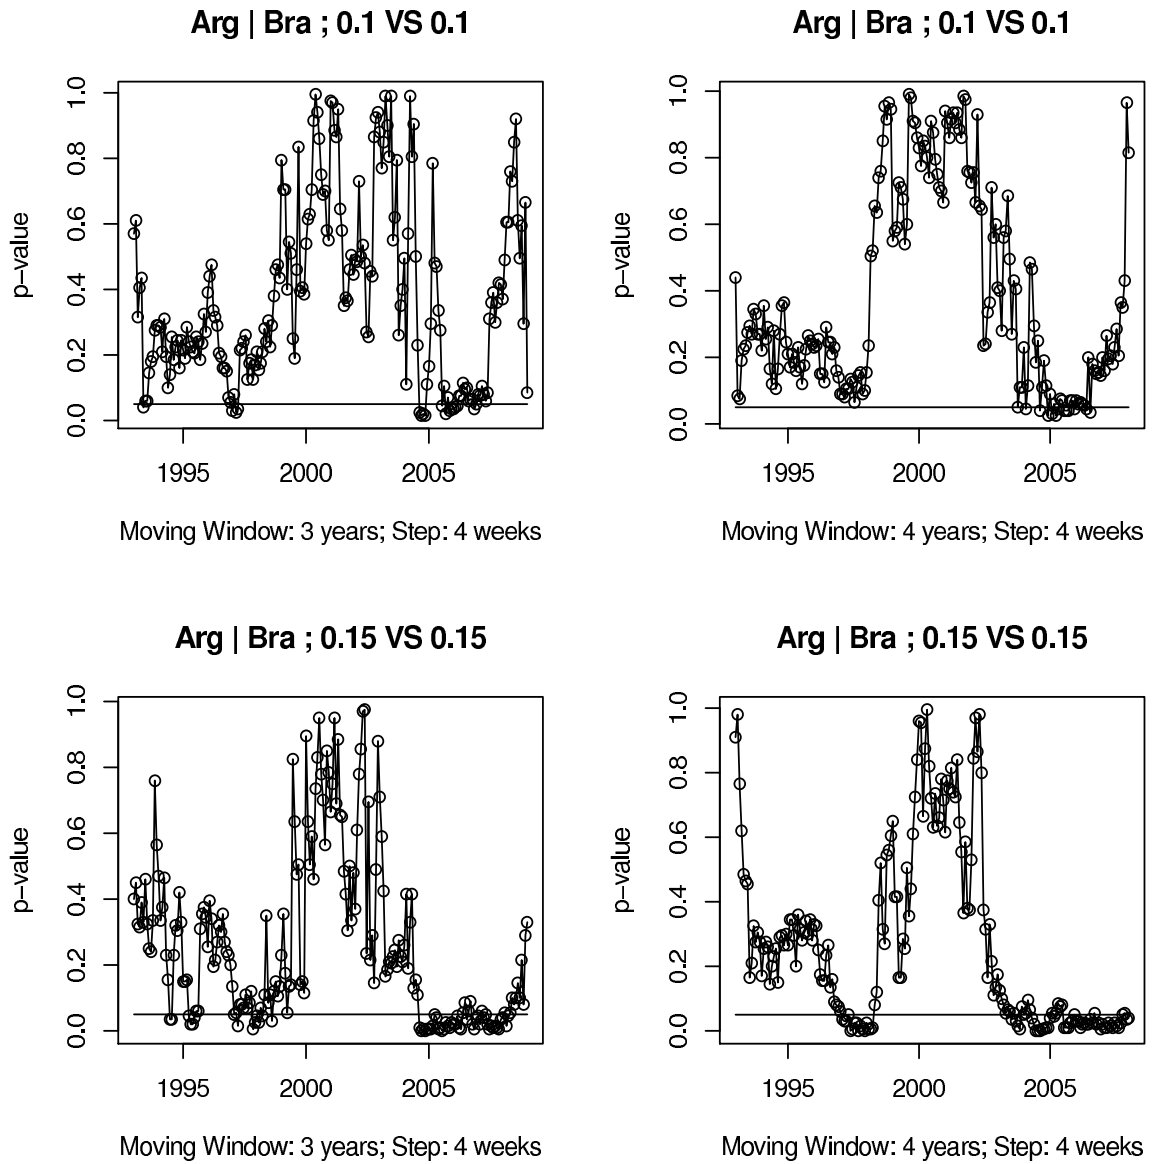 Arg | Bra ; 0.1 VS 0.1
p−value
1.0
0.8
0.6
0.4
0.2
0.0
1995 2000 2005
Moving Window: 3 years; Step: 4 weeks
Arg | Bra ; 0.1 VS 0.1
p−value
1.0
0.8
0.6
0.4
0.2
0.0
1995 2000 2005
Moving Window: 4 years; Step: 4 weeks
Arg | Bra ; 0.15 VS 0.15
p−value
1.0
0.8
0.6
0.4
0.2
0.0
1995 2000 2005
Moving Window: 3 years; Step: 4 weeks
Arg | Bra ; 0.15 VS 0.15
p−value
1.0
0.8
0.6
0.4
0.2
0.0
1995 2000 2005
Moving Window: 4 years; Step: 4 weeks